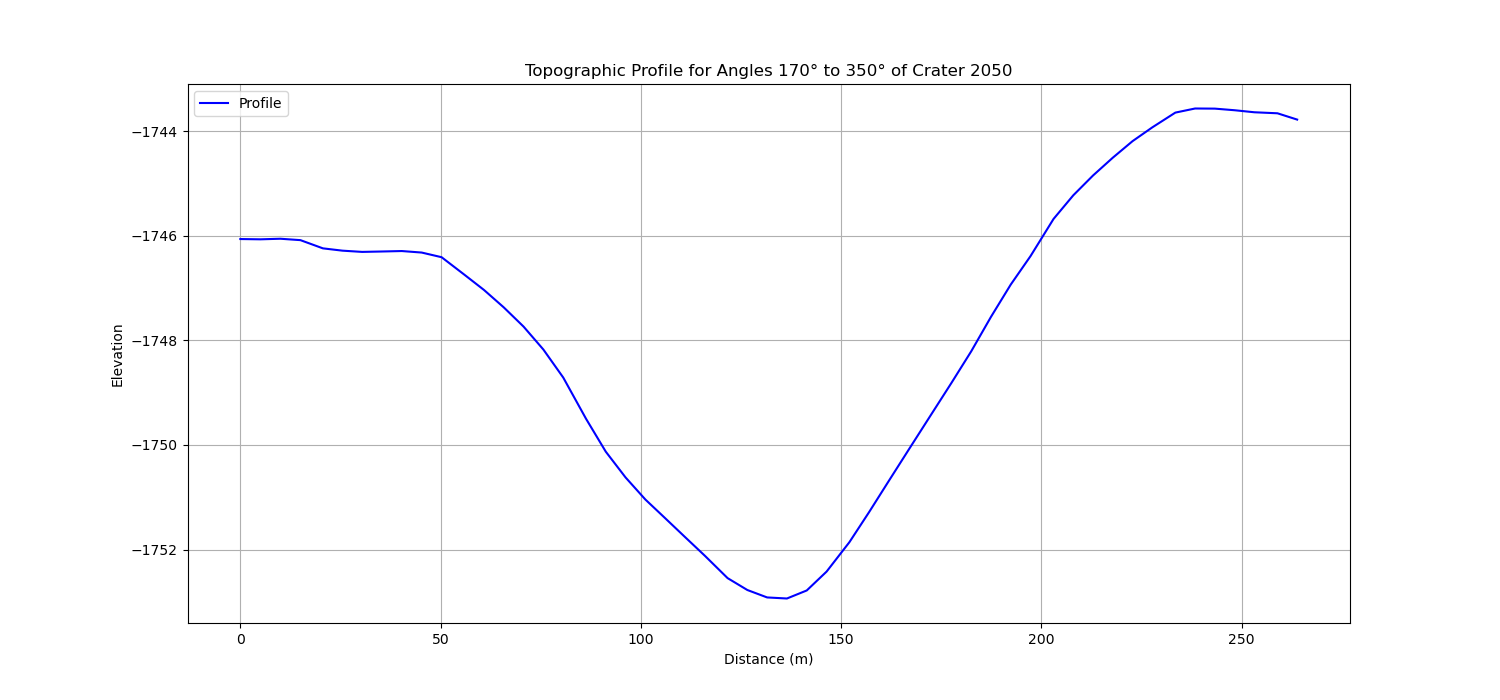 Topographic Profile for Angles 170° to 350° of Crater 2050
Profile
−1744
−1746
−1748
−1750
−1752
Elevation
0
50
100
150
200
250
Distance (m)